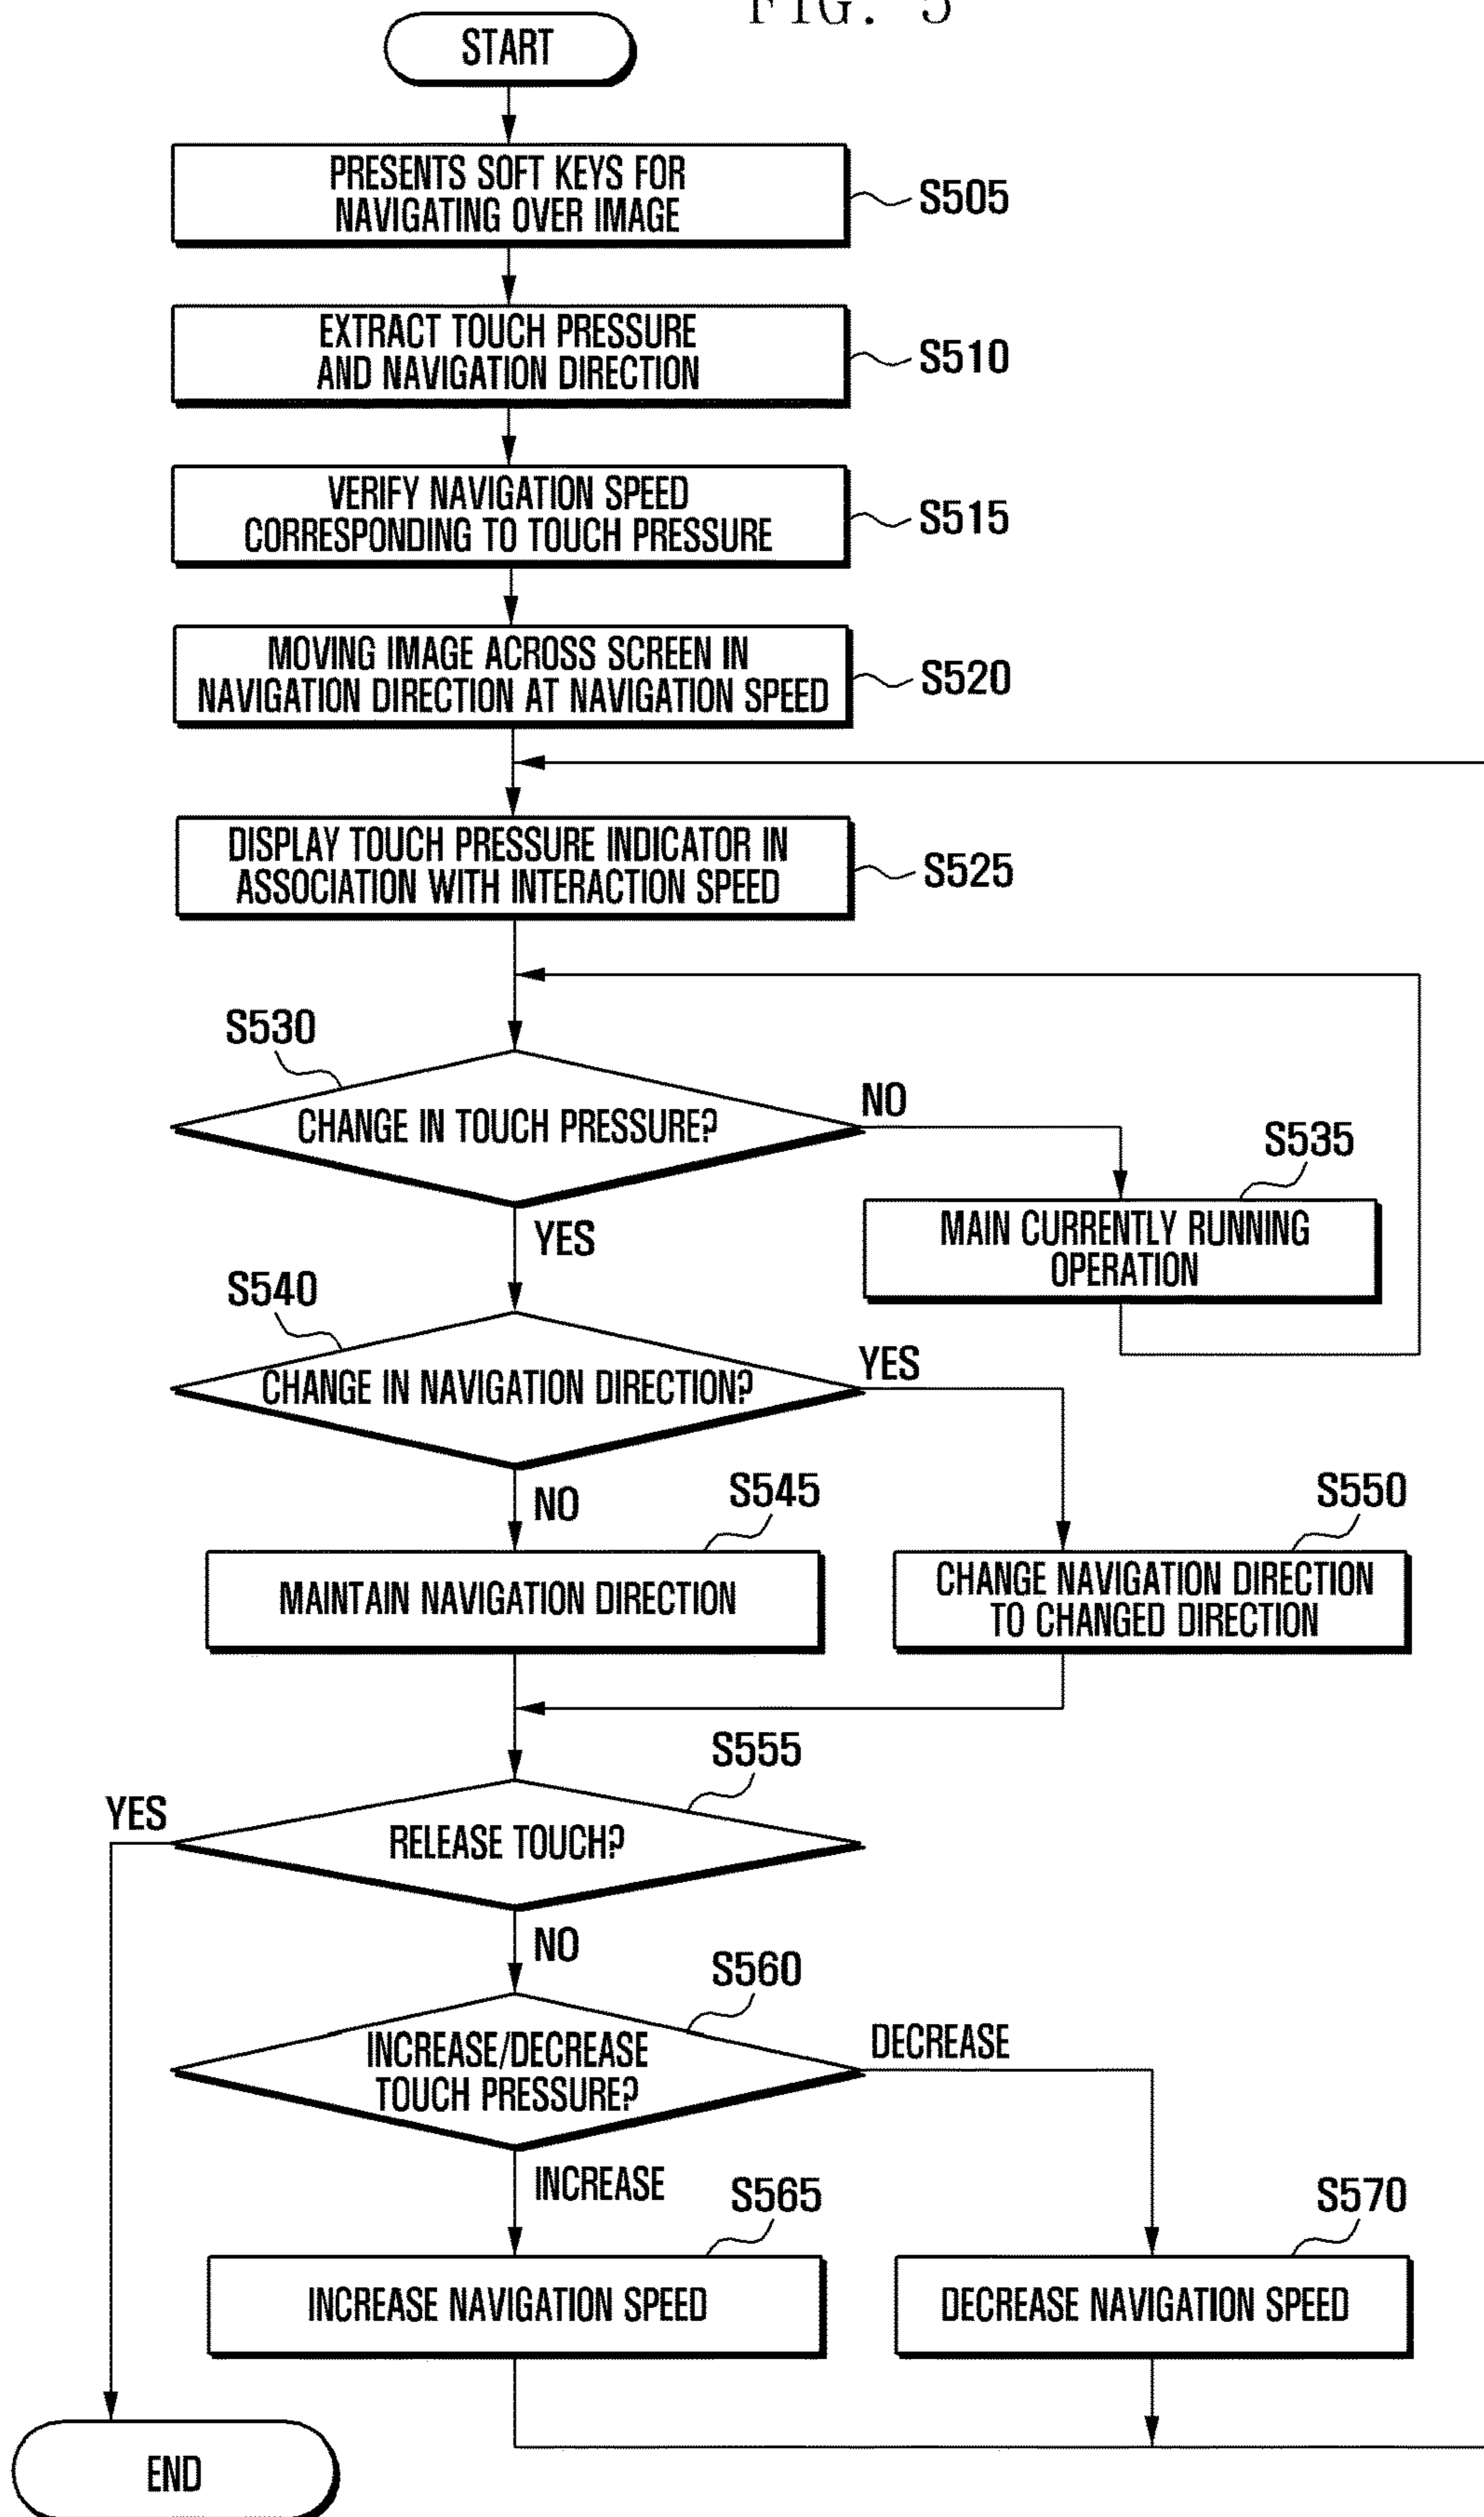 FIG. 5
START
PRESENTS SOFT KEYS FOR
NAVIGATING OVER IMAGE
S505
EXTRACT TOUCH PRESSURE
AND NAVIGATION DIRECTION
S510
VERIFY NAVIGATION SPEED
CORRESPONDING TO TOUCH PRESSURE
S515
MOVING IMAGE ACROSS SCREEN IN
NAVIGATION DIRECTION AT NAVIGATION SPEED
S520
DISPLAY TOUCH PRESSURE INDICATOR IN
ASSOCIATION WITH INTERACTION SPEED
S525
S530
CHANGE IN TOUCH PRESSURE?
NO
S535
MAIN CURRENTLY RUNNING
OPERATION
YES
S540
CHANGE IN NAVIGATION DIRECTION?
YES
NO
S545
S550
MAINTAIN NAVIGATION DIRECTION
CHANGE NAVIGATION DIRECTION
TO CHANGED DIRECTION
S555
YES
RELEASE TOUCH?
NO
S560
INCREASE/DECREASE
TOUCH PRESSURE?
DECREASE
INCREASE
S565
S570
INCREASE NAVIGATION SPEED
DECREASE NAVIGATION SPEED
END